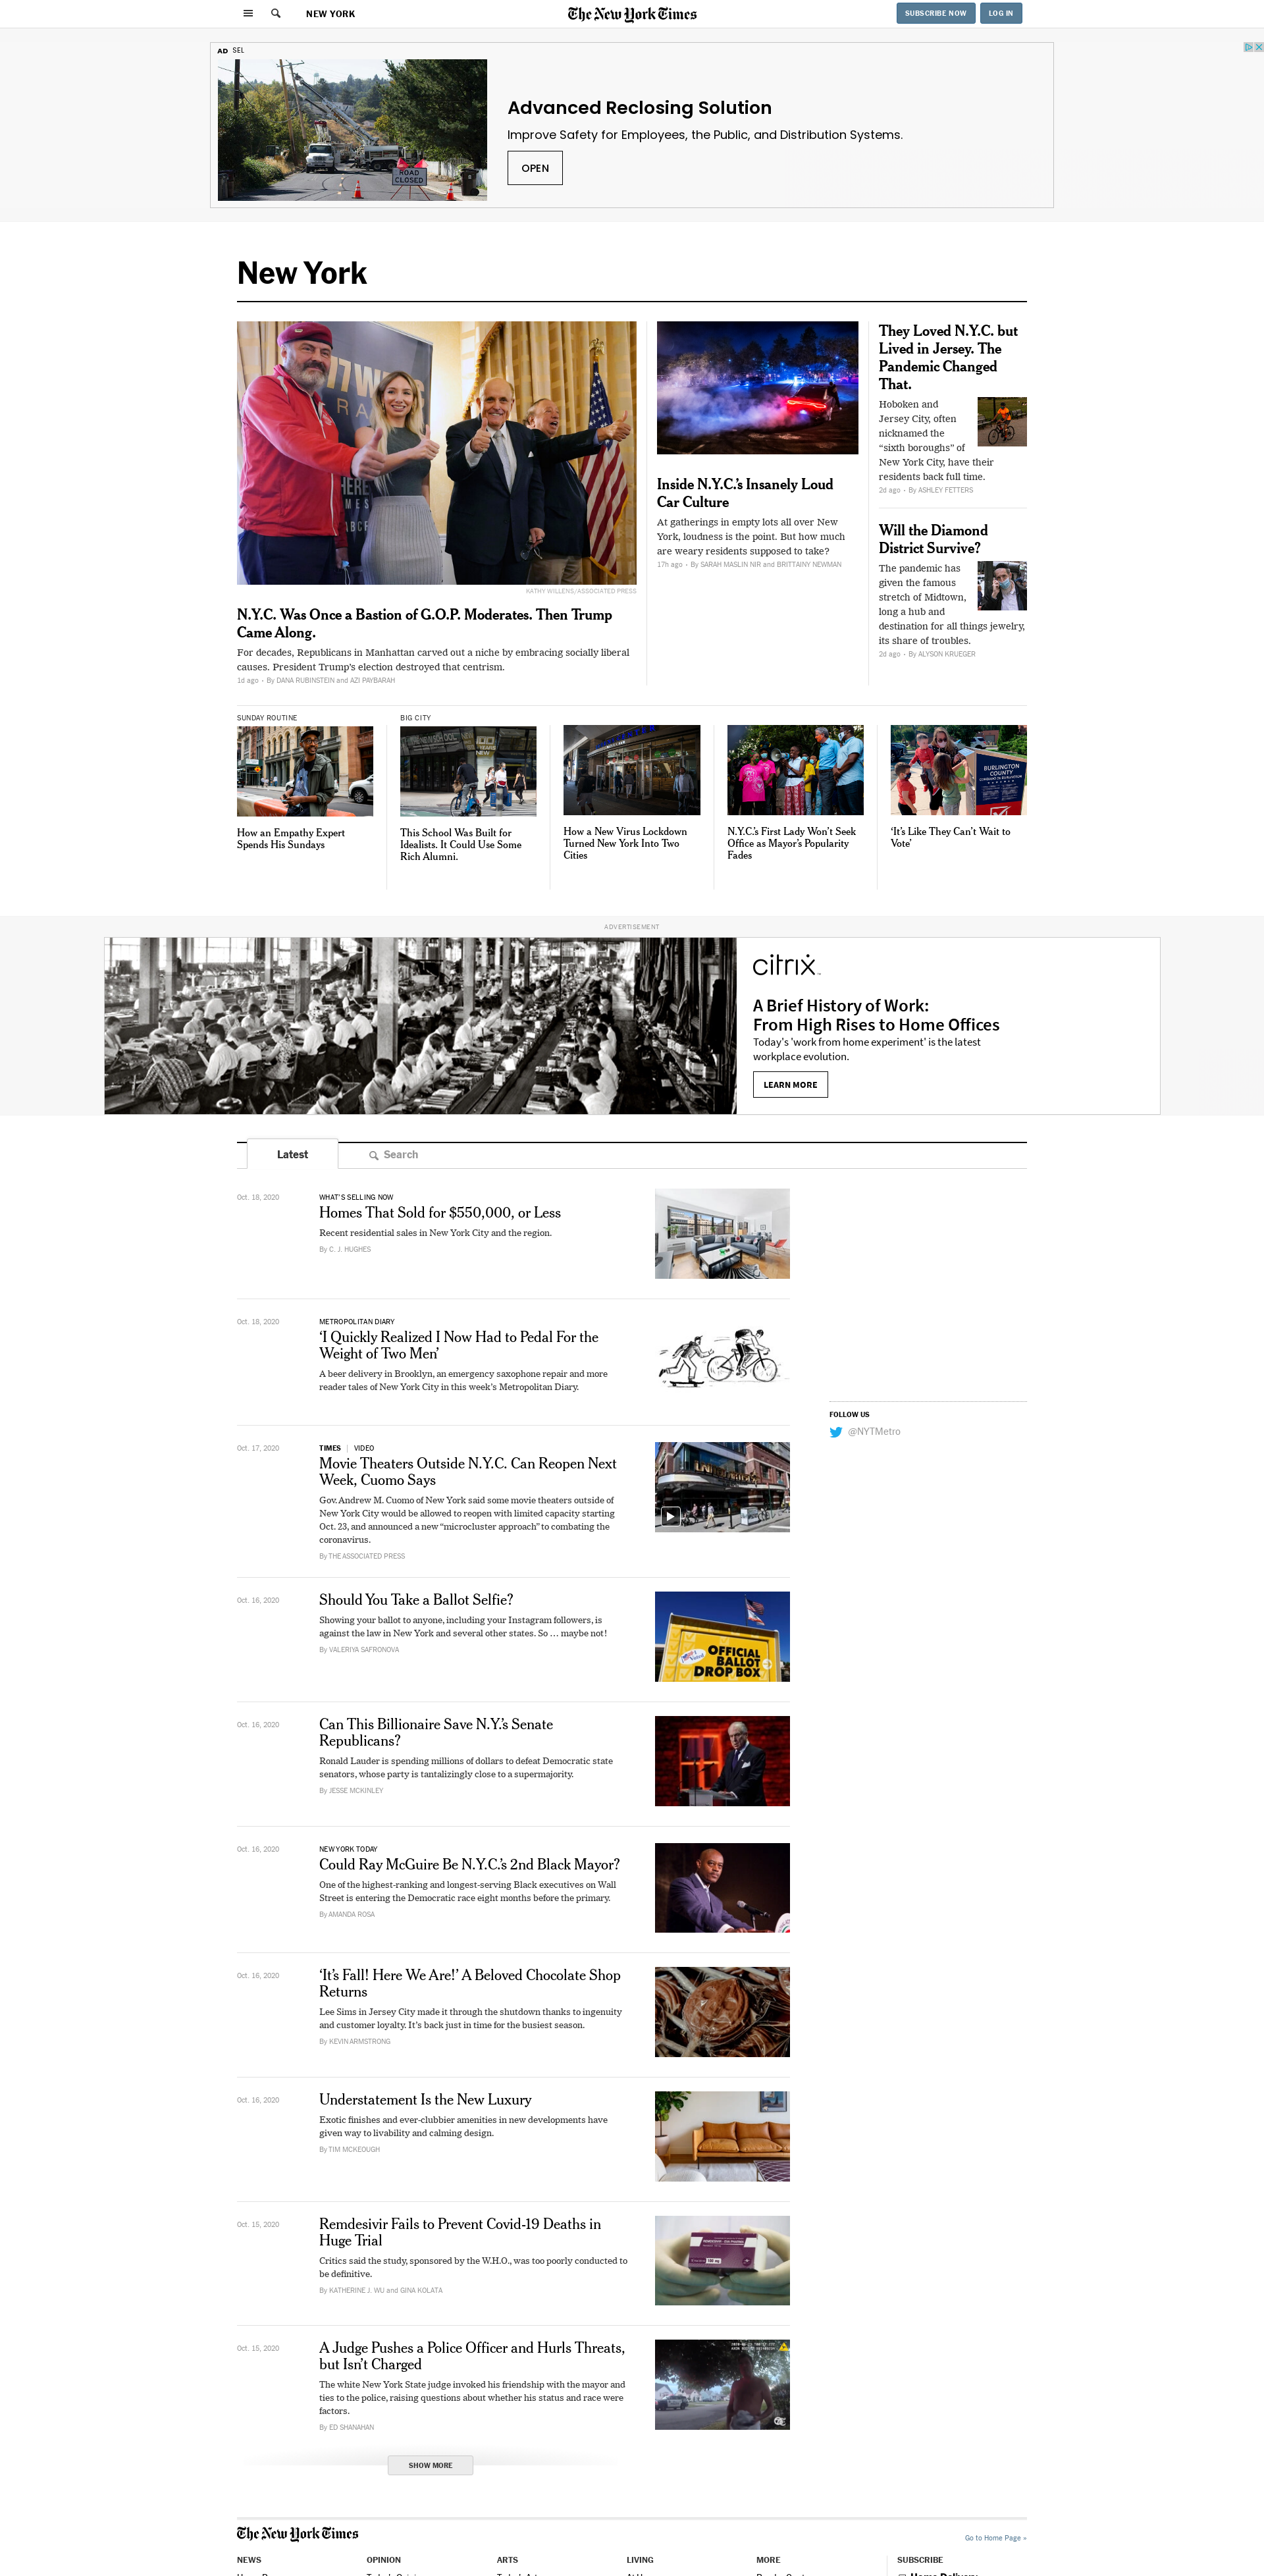 NEW YORK
The New York Times
SUBSCRIBE NOW
LOG IN
AD SEL
ROAD
CLOSED
Advanced Reclosing Solution
Improve Safety for Employees, the Public, and Distribution Systems.
OPEN
New York
KATHY WILLENS/ASSOCIATED PRESS
N.Y.C. Was Once a Bastion of G.O.P. Moderates. Then Trump
Came Along.
For decades, Republicans in Manhattan carved out a niche by embracing socially liberal
causes. President Trump's election destroyed that centrism.
1d ago • By DANA RUBINSTEIN and AZI PAYBARAH
Inside N.Y.C.'s Insanely Loud
Car Culture
At gatherings in empty lots all over New
York, loudness is the point. But how much
are weary residents supposed to take?
17h ago • By SARAH MASLIN NIR and BRITTAINY NEWMAN
They Loved N.Y.C. but
Lived in Jersey. The
Pandemic Changed
That.
Hoboken and
Jersey City, often
nicknamed the
“sixth boroughs” of
New York City, have their
residents back full time.
2d ago • By ASHLEY FETTERS
Will the Diamond
District Survive?
The pandemic has
given the famous
stretch of Midtown,
long a hub and
destination for all things jewelry,
its share of troubles.
2d ago • By ALYSON KRUEGER
SUNDAY ROUTINE
How an Empathy Expert
Spends His Sundays
BIG CITY
This School Was Built for
Idealists. It Could Use Some
Rich Alumni.
How a New Virus Lockdown
Turned New York Into Two
Cities
N.Y.C.'s First Lady Won't Seek
Office as Mayor's Popularity
Fades
BURLINGTON
COUNTY
‘It's Like They Can't Wait to
Vote’
ADVERTISEMENT
citrix
A Brief History of Work:
From High Rises to Home Offices
Today's 'work from home experiment' is the latest
workplace evolution.
LEARN MORE
Latest
Search
Oct. 18, 2020
WHAT'S SELLING NOW
Homes That Sold for $550,000, or Less
Recent residential sales in New York City and the region.
By C. J. HUGHES
Oct. 18, 2020
METROPOLITAN DIARY
‘I Quickly Realized I Now Had to Pedal For the
Weight of Two Men’
A beer delivery in Brooklyn, an emergency saxophone repair and more
reader tales of New York City in this week's Metropolitan Diary.
FOLLOW US
@NYTMetro
Oct. 17, 2020
TIMES | VIDEO
Movie Theaters Outside N.Y.C. Can Reopen Next
Week, Cuomo Says
Gov. Andrew M. Cuomo of New York said some movie theaters outside of
New York City would be allowed to reopen with limited capacity starting
Oct. 23, and announced a new “microcluster approach” to combating the
coronavirus.
By THE ASSOCIATED PRESS
Oct. 16, 2020
Should You Take a Ballot Selfie?
Showing your ballot to anyone, including your Instagram followers, is
against the law in New York and several other states. So … maybe not!
By VALERIYA SAFRONOVA
OFFICIAL
BALLOT
DROP BOX
Oct. 16, 2020
Can This Billionaire Save N.Y.'s Senate
Republicans?
Ronald Lauder is spending millions of dollars to defeat Democratic state
senators, whose party is tantalizingly close to a supermajority.
By JESSE MCKINLEY
Oct. 16, 2020
NEW YORK TODAY
Could Ray McGuire Be N.Y.C.'s 2nd Black Mayor?
One of the highest-ranking and longest-serving Black executives on Wall
Street is entering the Democratic race eight months before the primary.
By AMANDA ROSA
Oct. 16, 2020
‘It's Fall! Here We Are!’ A Beloved Chocolate Shop
Returns
Lee Sims in Jersey City made it through the shutdown thanks to ingenuity
and customer loyalty. It's back just in time for the busiest season.
By KEVIN ARMSTRONG
Oct. 16, 2020
Understatement Is the New Luxury
Exotic finishes and ever-clubbier amenities in new developments have
given way to livability and calming design.
By TIM MCKEOUGH
Oct. 15, 2020
Remdesivir Fails to Prevent Covid-19 Deaths in
Huge Trial
Critics said the study, sponsored by the W.H.O., was too poorly conducted to
be definitive.
By KATHERINE J. WU and GINA KOLATA
Oct. 15, 2020
A Judge Pushes a Police Officer and Hurls Threats,
but Isn't Charged
The white New York State judge invoked his friendship with the mayor and
ties to the police, raising questions about whether his status and race were
factors.
By ED SHANAHAN
SHOW MORE
The New York Times
Go to Home Page »
NEWS
OPINION
ARTS
LIVING
MORE
SUBSCRIBE